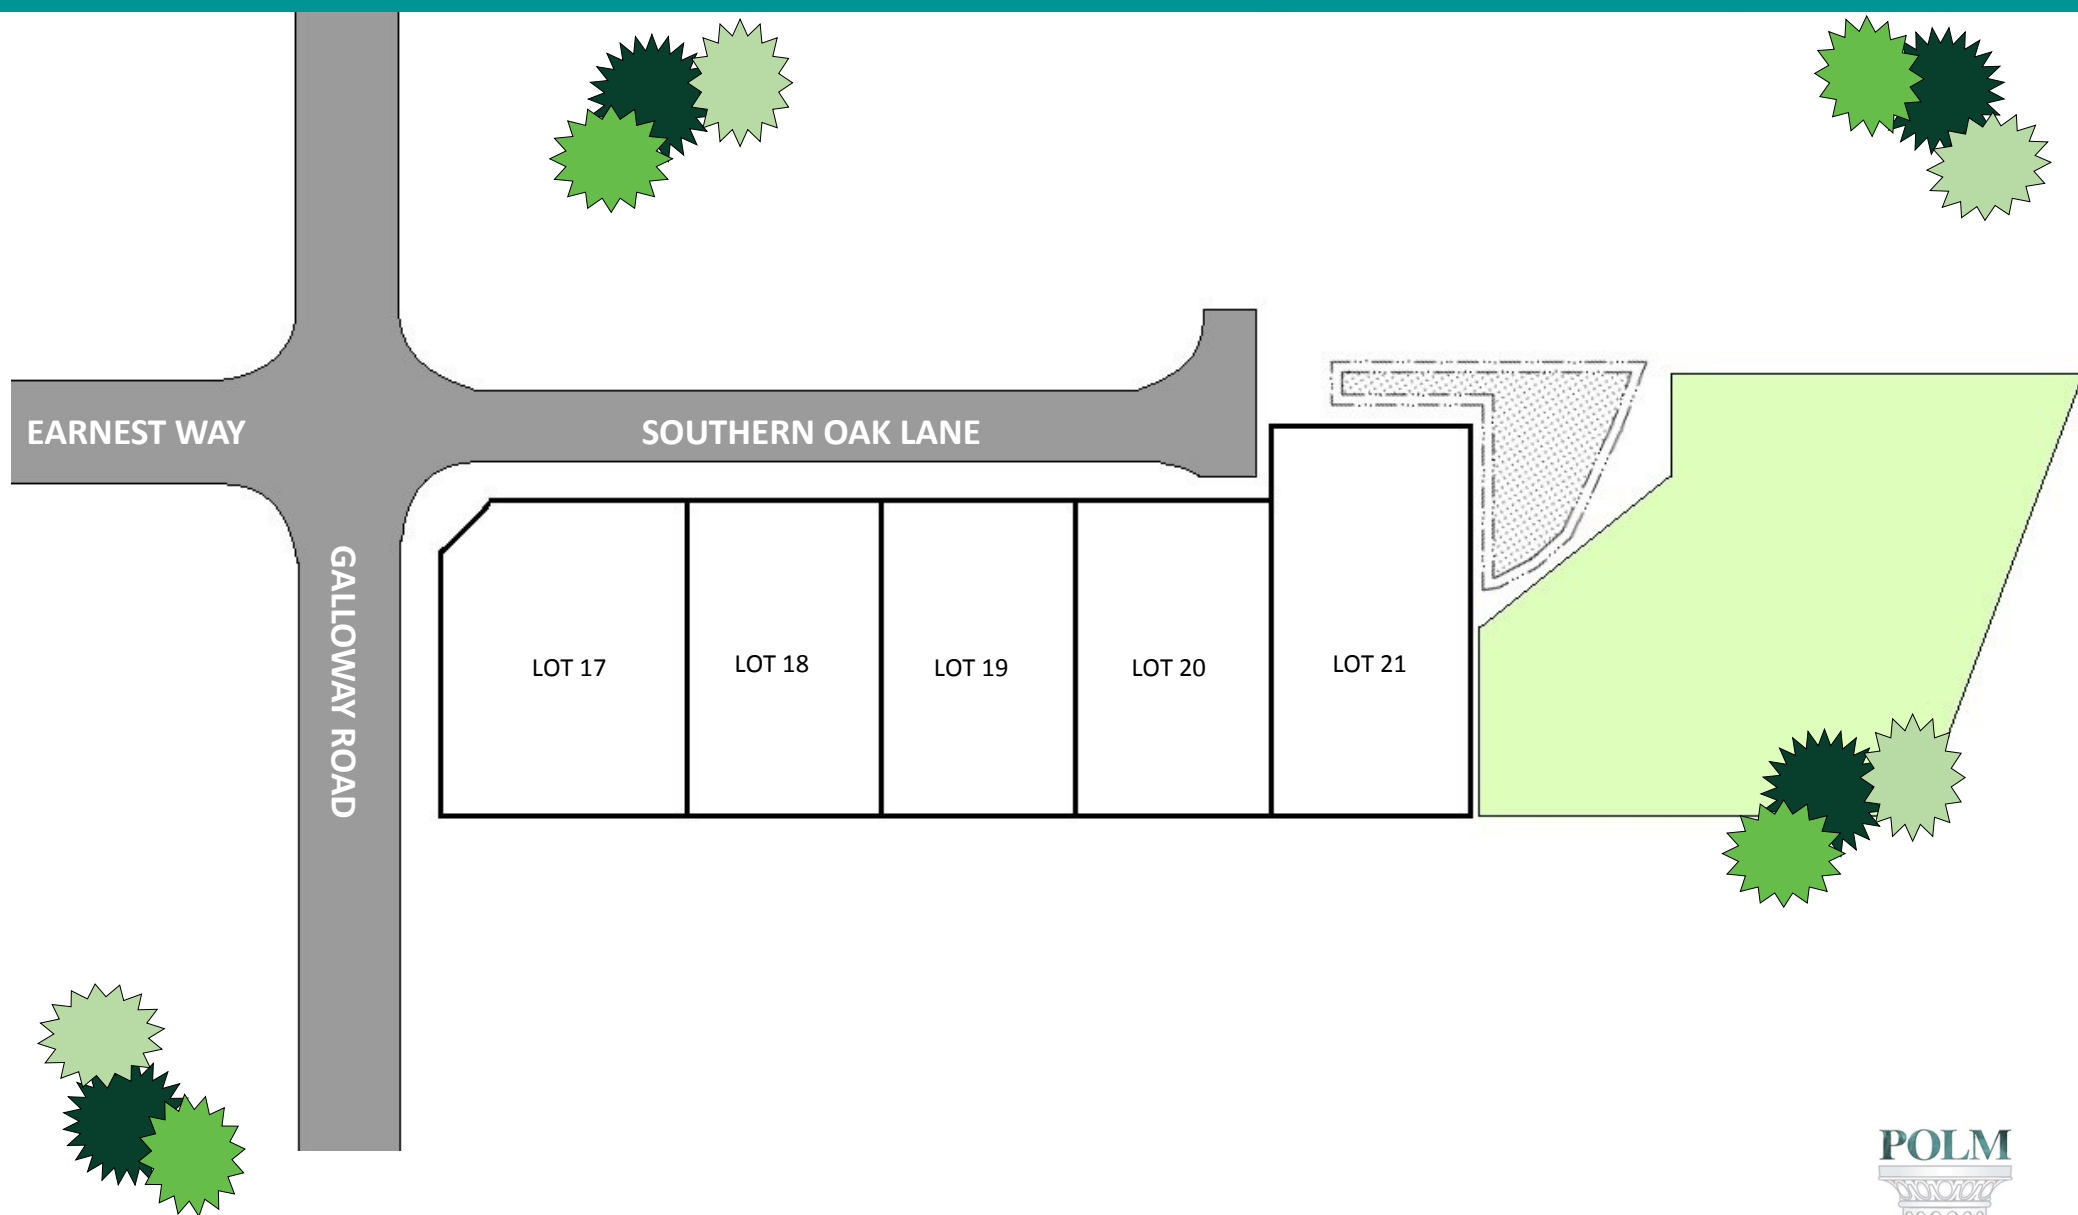 EARNEST WAY
SOUTHERN OAK LANE
GALLOWAY ROAD
LOT 17
LOT 18
LOT 19
LOT 20
LOT 21
POLM